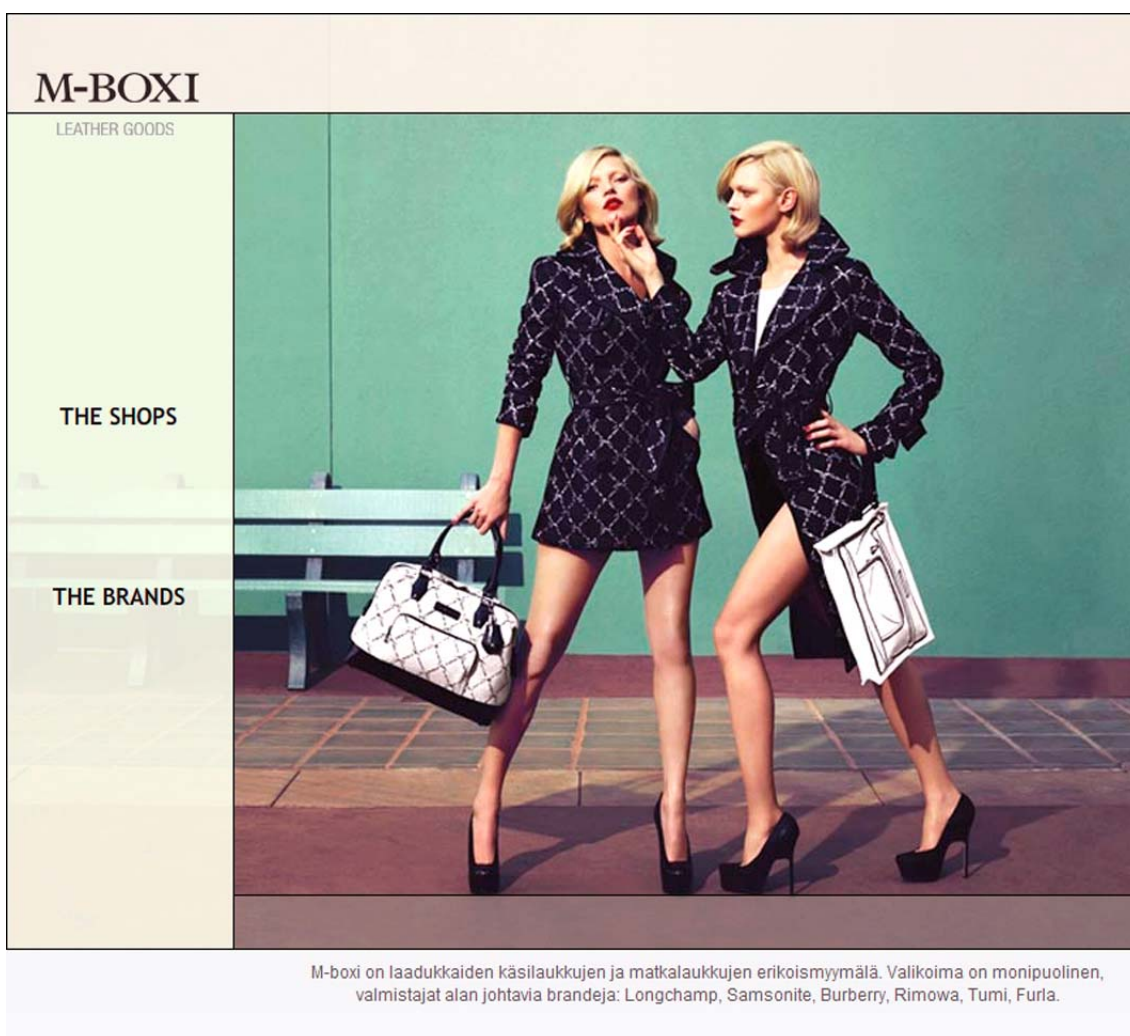 M-BOXI
LEATHER GOODS
THE SHOPS
THE BRANDS
M-boxi on laadukkaiden käsilaukkujen ja matkalaukkujen erikoismyymälä. Valikoima on monipuolinen,
valmistajat alan johtavia brandeja: Longchamp, Samsonite, Burberry, Rimowa, Tumi, Furla.